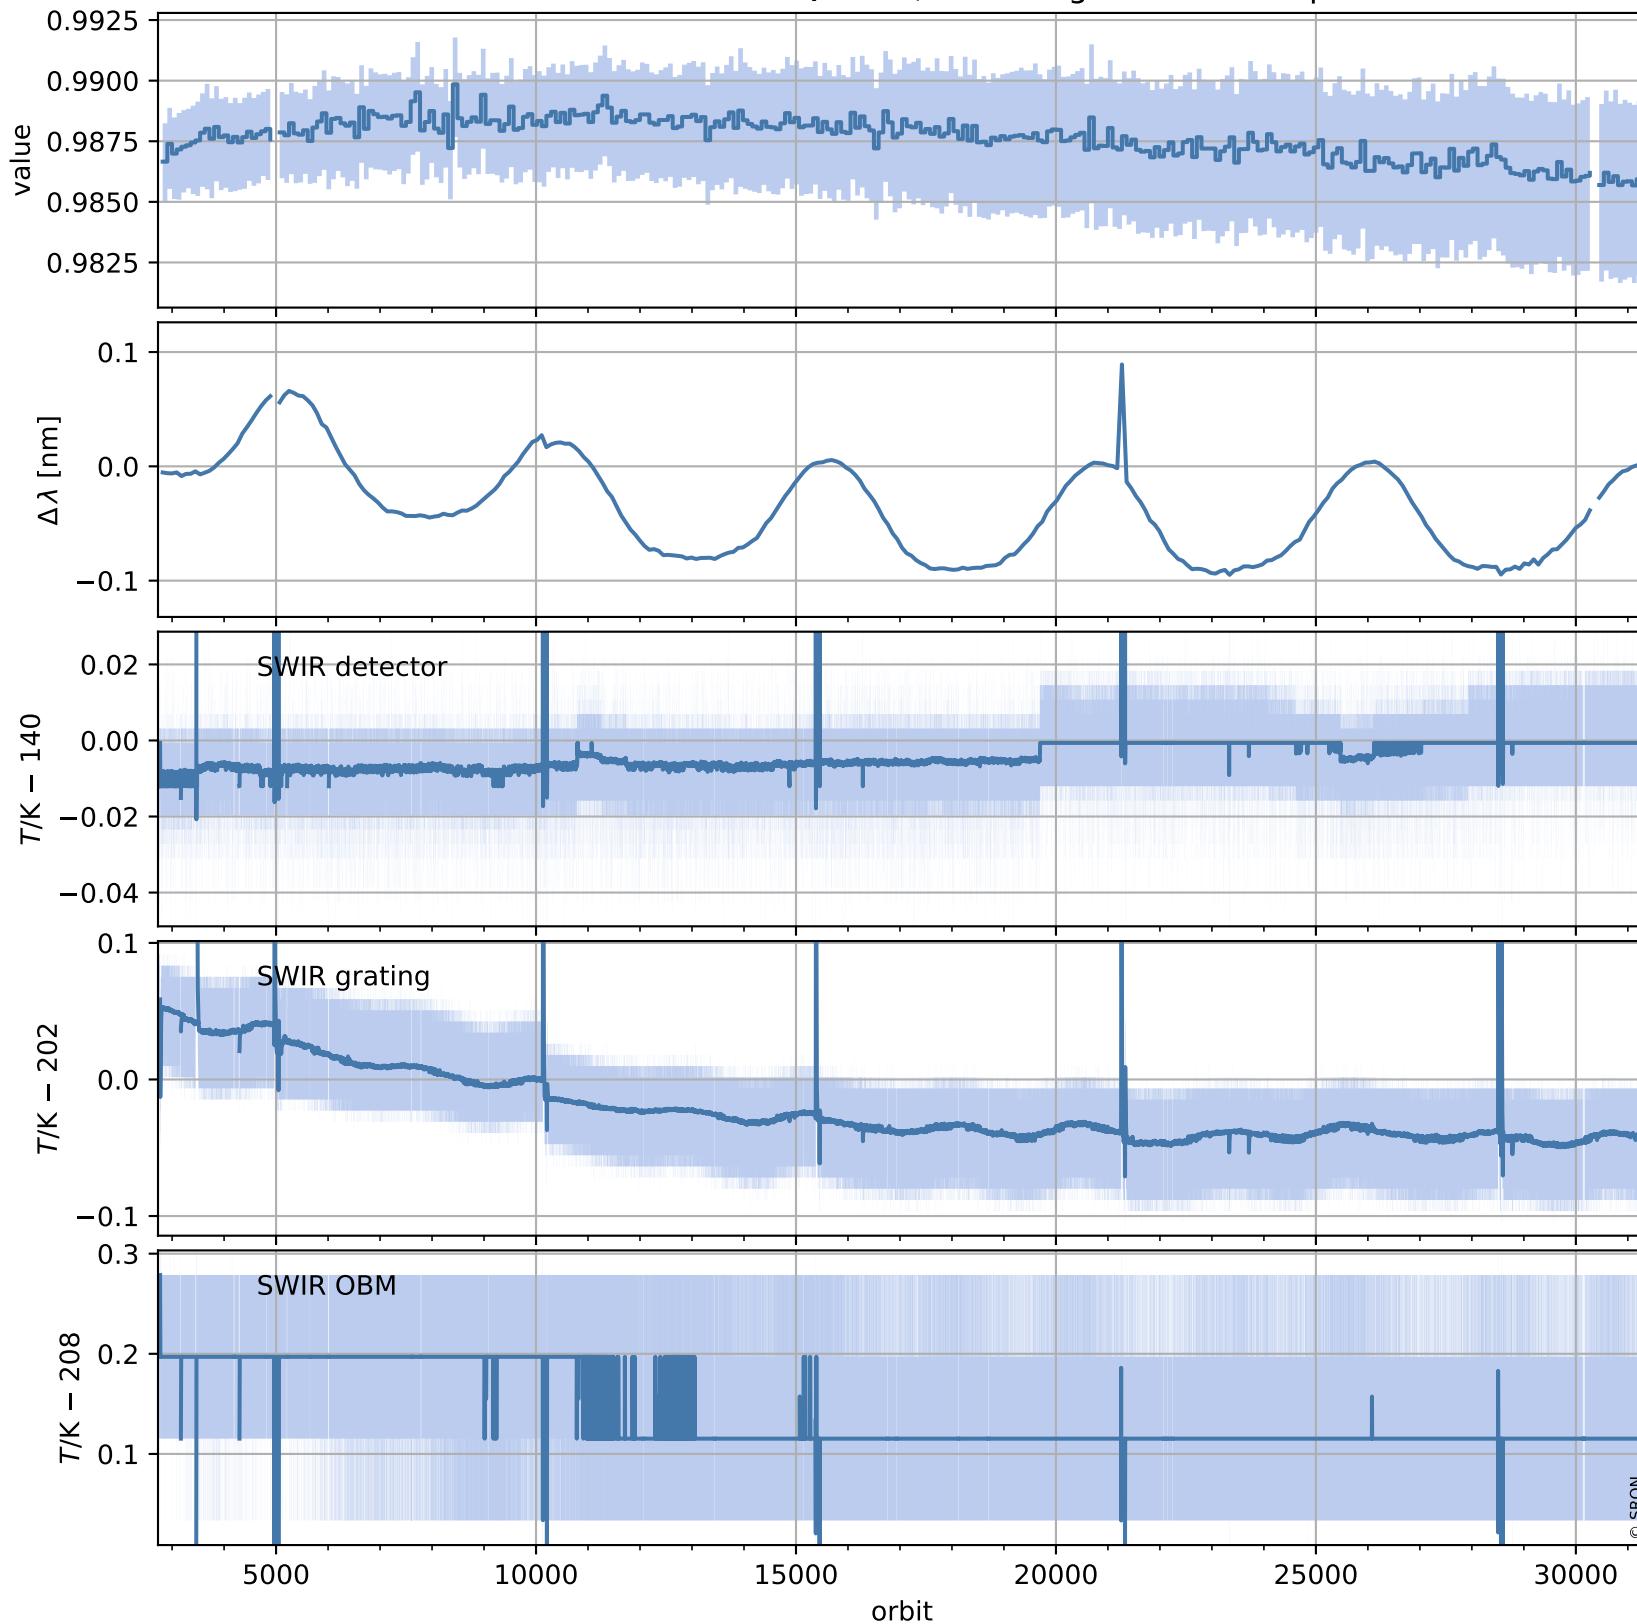 0.9925
0.9900
0.9875
0.9850
0.9825
value
0.1
0.0
−0.1
Δλ [nm]
SWIR detector
0.02
0.00
−0.02
−0.04
T/K − 140
SWIR grating
0.1
0.0
−0.1
T/K − 202
SWIR OBM
0.3
0.2
0.1
T/K − 208
© SRON
5000 10000 15000 20000 25000 30000
orbit